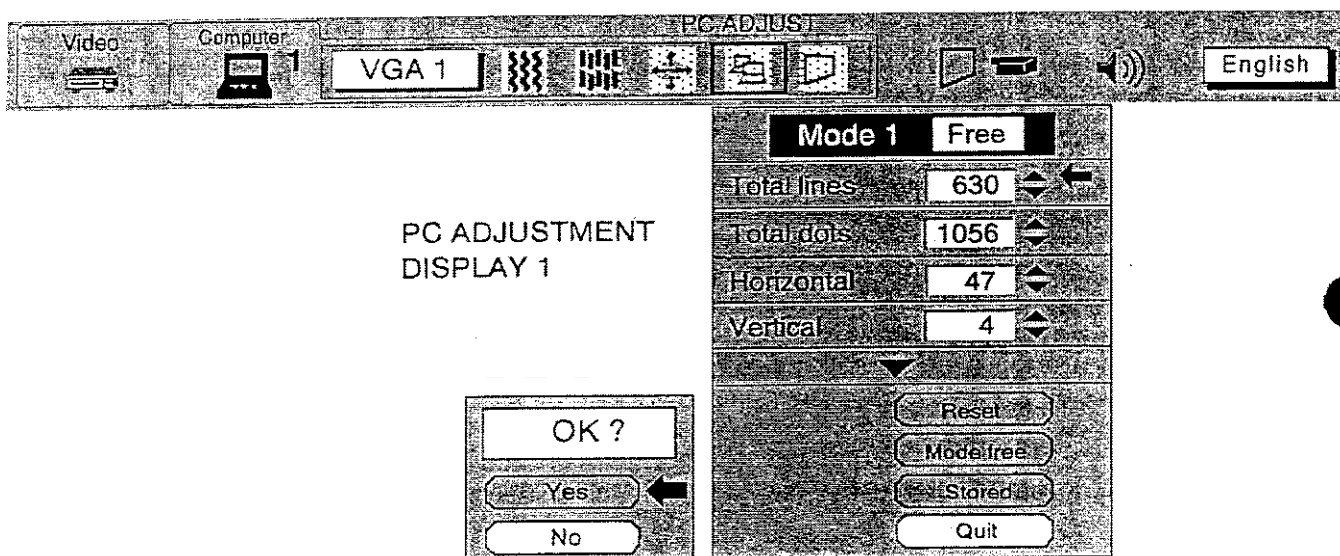 PC ADJUST
Video
Computer
1
VGA 1
English
Mode 1 Free
Total lines 630
Total dots 1056
Horizontal 47
Vertical 4
PC ADJUSTMENT
DISPLAY 1
OK ?
Yes
No
Reset
Mode free
Stored
Quit